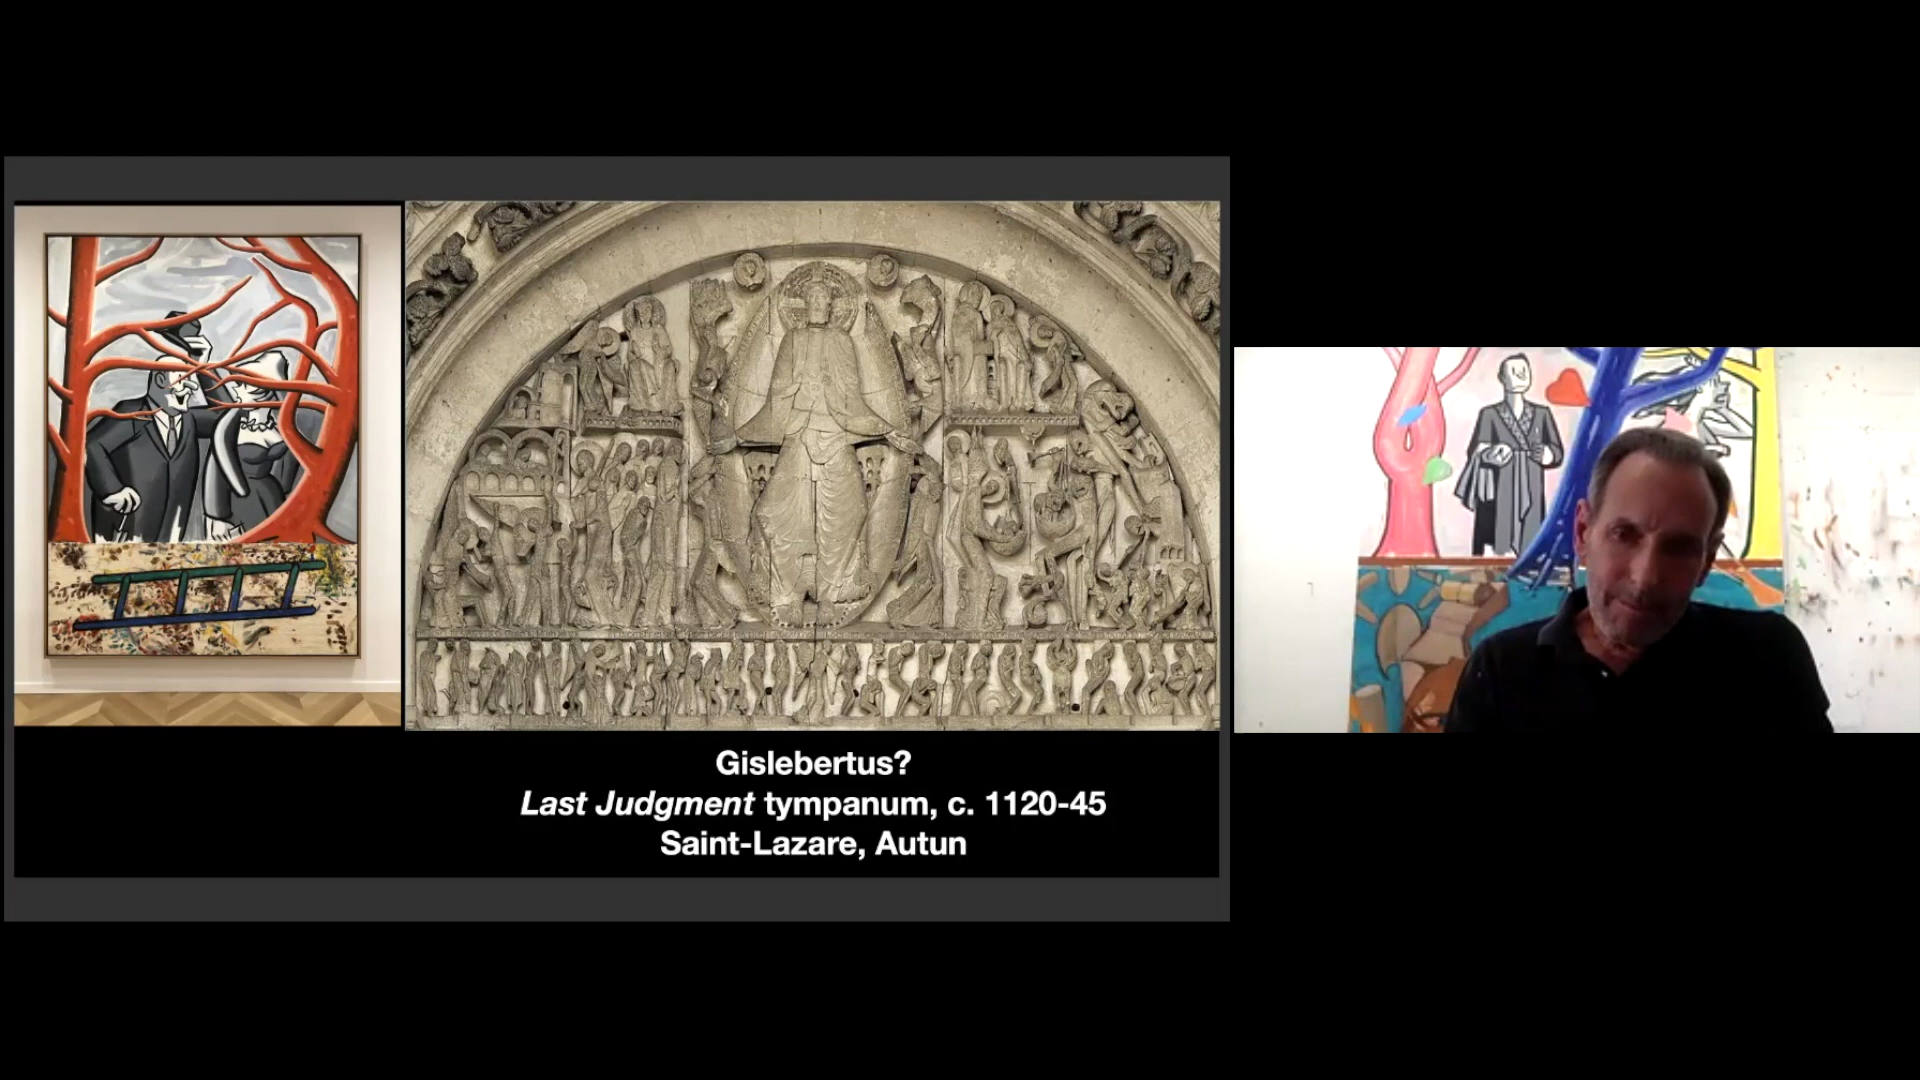 Gislebertus?
Last Judgment tympanum, c. 1120-45
Saint-Lazare, Autun